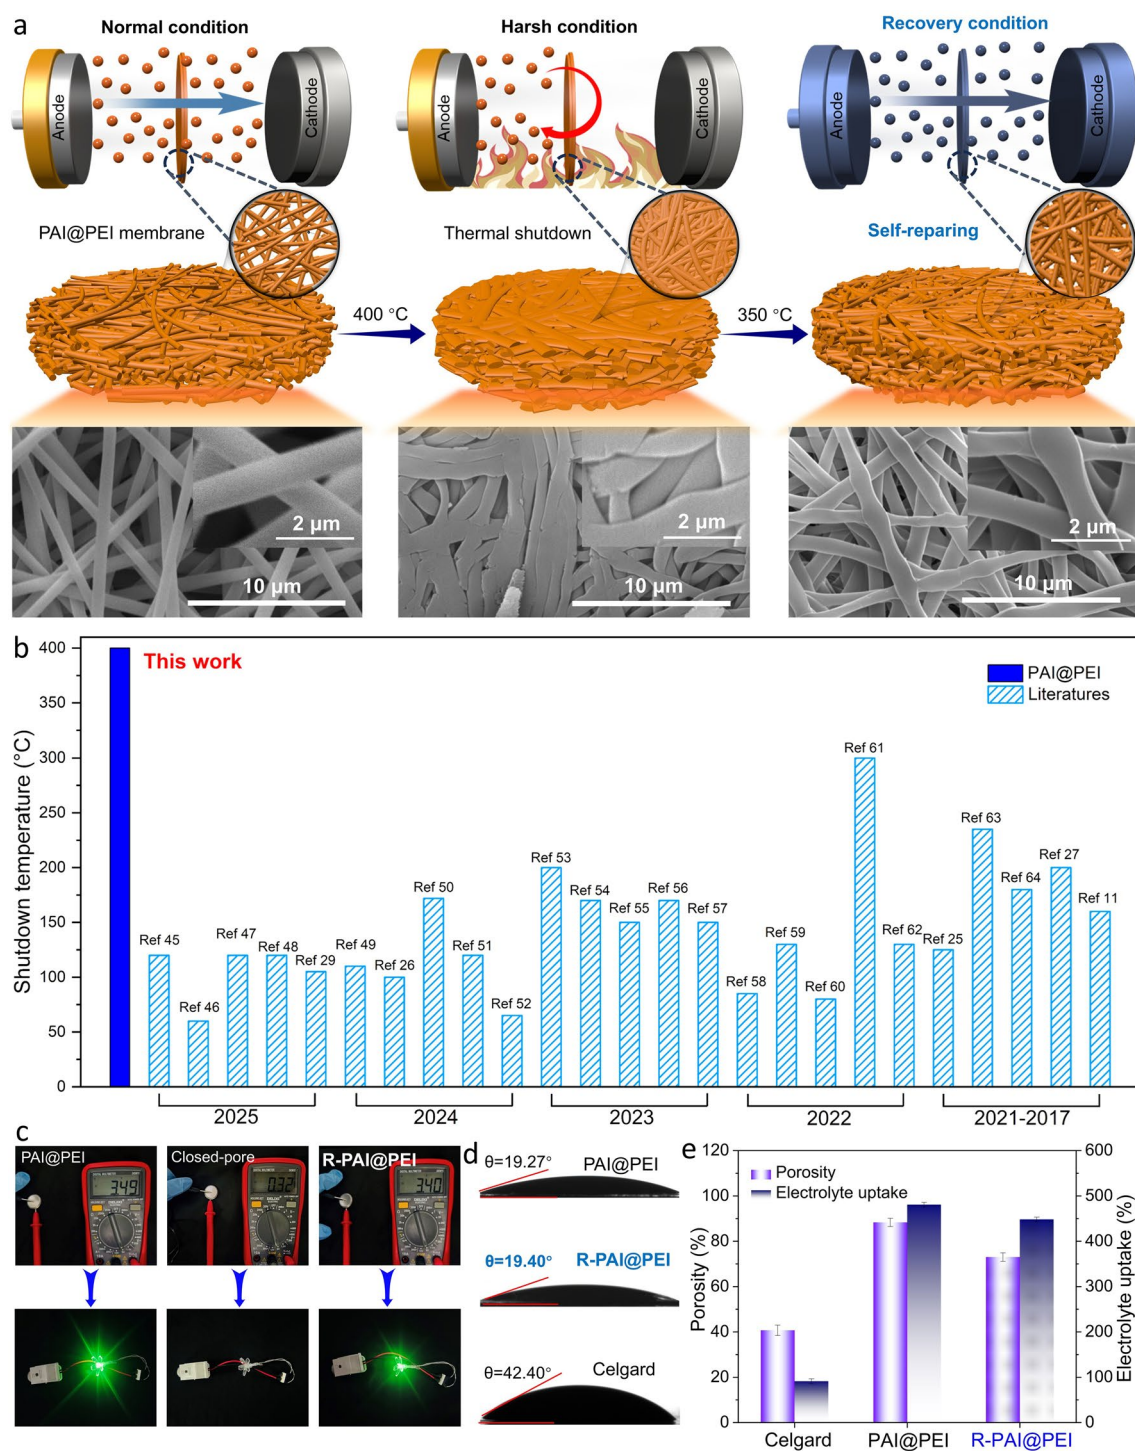 a
Normal condition
Harsh condition
Recovery condition
Anode
Cathode
Anode
Cathode
Anode
Cathode
PAI@PEI membrane
Thermal shutdown
Self-reparing
400 °C
350 °C
2 μm
10 μm
2 μm
10 μm
2 μm
10 μm
b
This work
PAI@PEI
Literatures
Shutdown temperature (°C)
400
350
300
250
200
150
100
50
0
Ref 45
Ref 46
Ref 47
Ref 48
Ref 29
Ref 49
Ref 26
Ref 50
Ref 51
Ref 52
Ref 53
Ref 54
Ref 55
Ref 56
Ref 57
Ref 58
Ref 59
Ref 60
Ref 61
Ref 62
Ref 25
Ref 63
Ref 64
Ref 27
Ref 11
2025
2024
2023
2022
2021-2017
c
PAI@PEI
Closed-pore
R-PAI@PEI
3.49
0.32
3.40
d
θ=19.27°
PAI@PEI
θ=19.40°
R-PAI@PEI
θ=42.40°
Celgard
e
Porosity
Electrolyte uptake
Porosity (%)
120
100
80
60
40
20
0
Electrolyte uptake (%)
600
500
400
300
200
100
0
Celgard
PAI@PEI
R-PAI@PEI